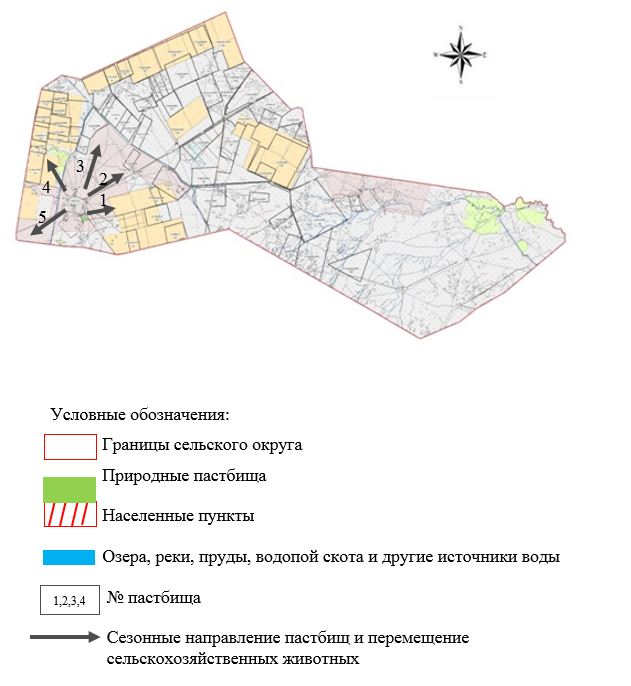 N
W E
S
3
2
4
1
5
Условные обозначения:
Границы сельского округа
Природные пастбища
Населенные пункты
Озера, реки, пруды, водопой скота и другие источники воды
1,2,3,4 № пастбища
Сезонные направление пастбищ и перемещение
сельскохозяйственных животных